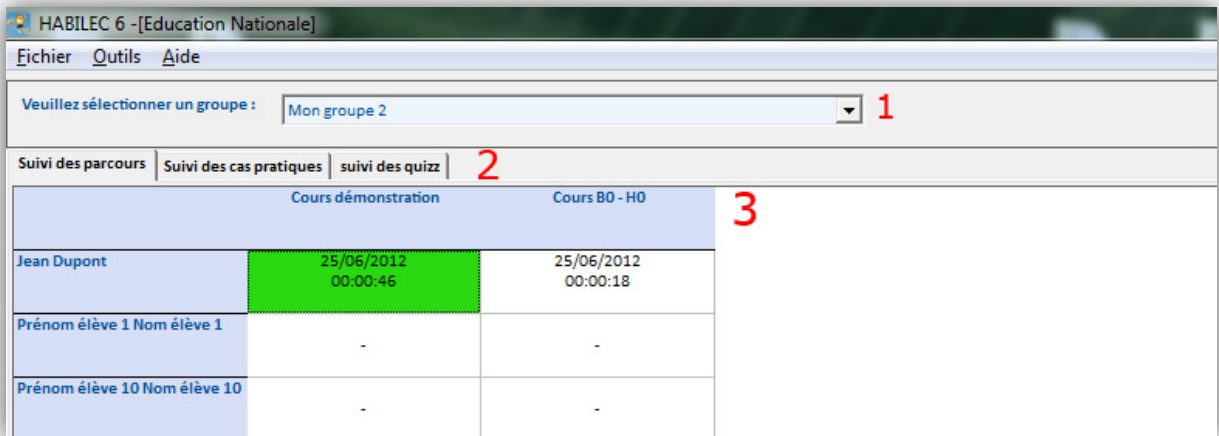 HABILEC 6 -[Education Nationale]
Fichier Outils Aide
Veuillez sélectionner un groupe : Mon groupe 2 1
Suivi des parcours Suivi des cas pratiques suivi des quizz 2
Cours démonstration Cours B0 - H0 3
Jean Dupont 25/06/2012 25/06/2012
00:00:46 00:00:18
Prénom élève 1 Nom élève 1
- -
Prénom élève 10 Nom élève 10
- -